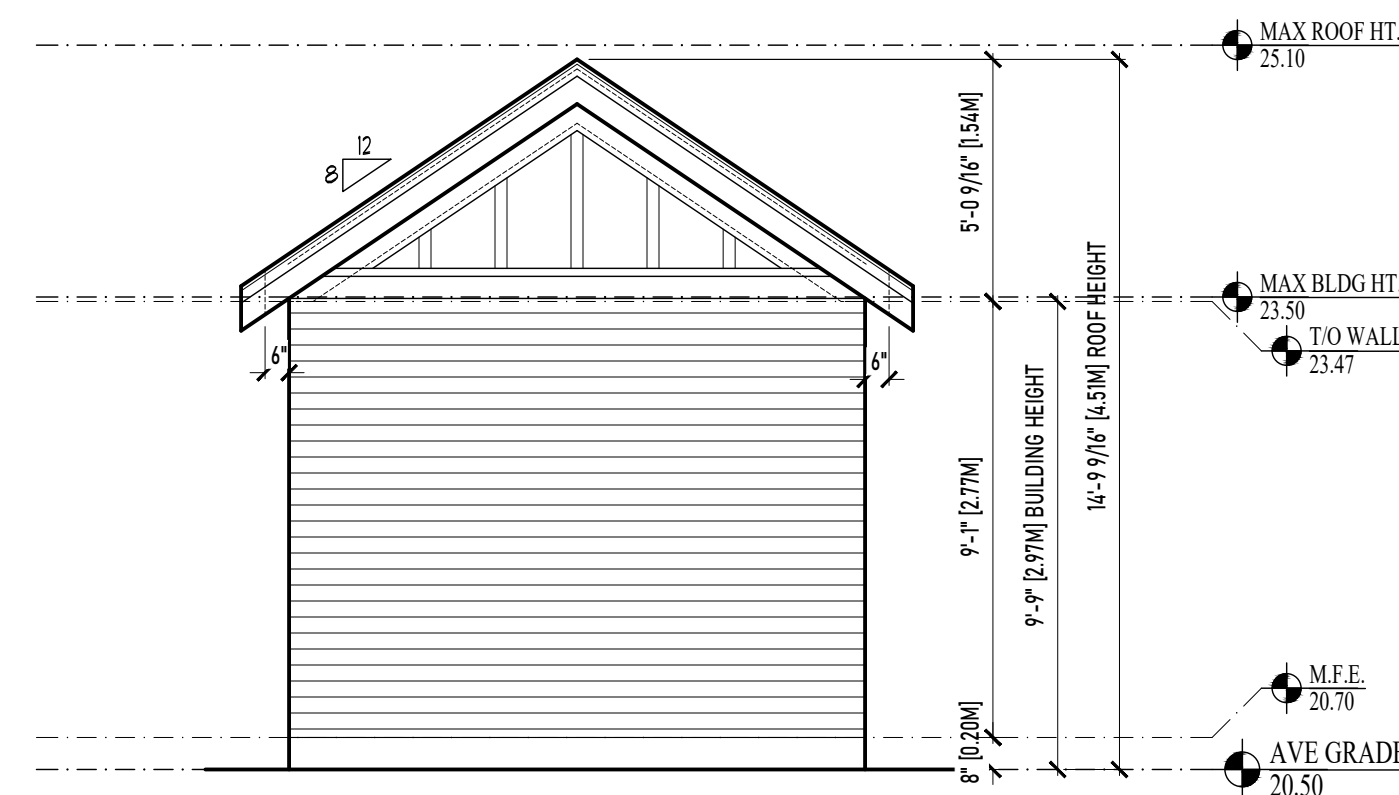 MAX ROOF HT.
25.10
12
8
5'-0 9/16" [1.54M]
14'-9 9/16" [4.51M] ROOF HEIGHT
MAX BLDG HT.
23.50
T/O WALL
23.47
6"
6"
9'-1" [2.77M]
9'-9" [2.97M] BUILDING HEIGHT
M.F.E.
20.70
8" [0.20M]
AVE GRADE
20.50